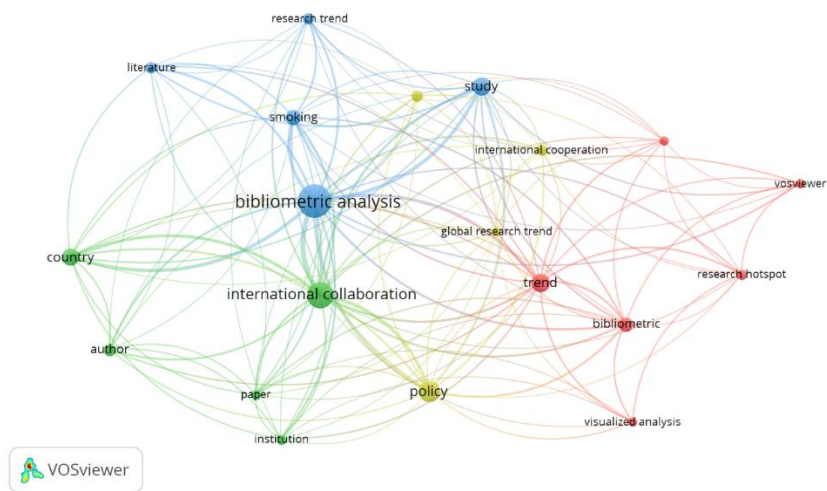 research trend
literature
study
smoking
international cooperation
vosviewer
bibliometric analysis
global research trend
country
research hotspot
trend
international collaboration
bibliometric
author
policy
paper
visualized analysis
institution
VOSviewer